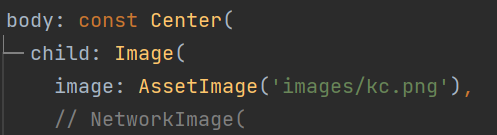 body: const Center(
child: Image(
image: AssetImage('images/kc.png'),
// NetworkImage(